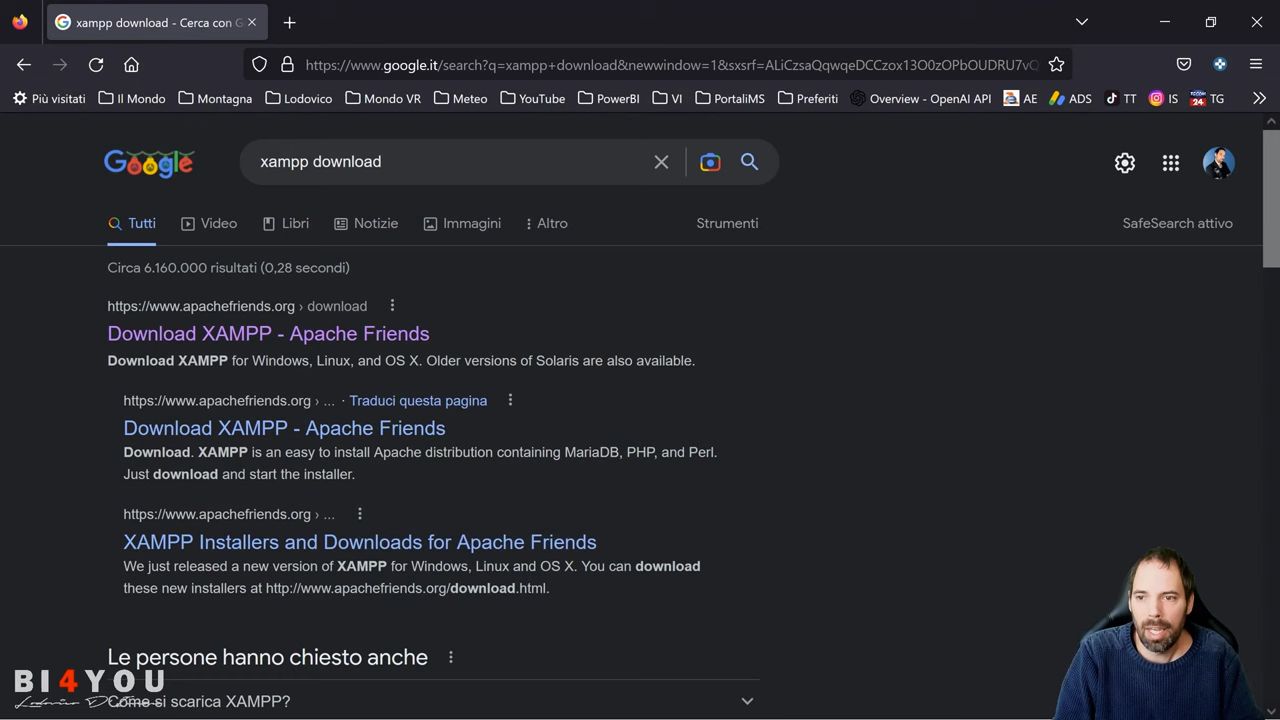 xampp download - Cerca con G
https://www.google.it/search?q=xampp+download&newwindow=1&sxsrf=ALiCzsaQqwqeDCCzox13O0zOPbOUDRU7vQ
Più visitati Il Mondo Montagna Lodovico Mondo VR Meteo YouTube PowerBI VI PortaliMS Preferiti Overview - OpenAI API AE ADS TT IS TG
Google xampp download
Tutti Video Libri Notizie Immagini Altro Strumenti SafeSearch attivo
Circa 6.160.000 risultati (0,28 secondi)
https://www.apachefriends.org › download
Download XAMPP - Apache Friends
Download XAMPP for Windows, Linux, and OS X. Older versions of Solaris are also available.
https://www.apachefriends.org › ... · Traduci questa pagina
Download XAMPP - Apache Friends
Download. XAMPP is an easy to install Apache distribution containing MariaDB, PHP, and Perl.
Just download and start the installer.
https://www.apachefriends.org › ...
XAMPP Installers and Downloads for Apache Friends
We just released a new version of XAMPP for Windows, Linux and OS X. You can download
these new installers at http://www.apachefriends.org/download.html.
Le persone hanno chiesto anche
BI4YOU
Come si scarica XAMPP?